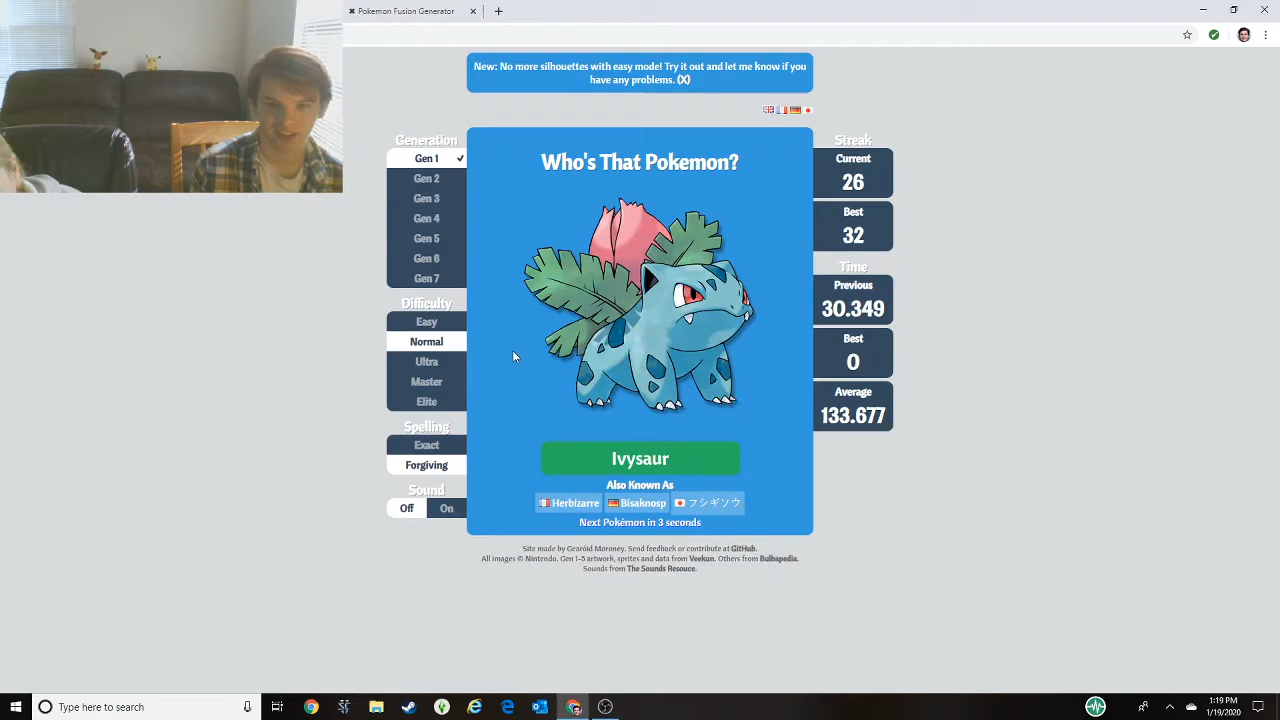 Pokemon Fusion Generator
New: No more silhouettes with easy mode! Try it out and let me know if you
have any problems. (X)
Generation
Gen 1
Gen 2
Gen 3
Gen 4
Gen 5
Gen 6
Gen 7
Difficulty
Easy
Normal
Ultra
Master
Elite
Spelling
Exact
Forgiving
Sound
Off On
Who's That Pokemon?
Ivysaur
Also Known As
Herbizarre Bisaknosp フシギソウ
Next Pokémon in 3 seconds
Streak
Current
26
Best
32
Time
Previous
30.349
Best
0
Average
133.677
Site made by Gearóid Moroney. Send feedback or contribute at GitHub.
All images © Nintendo. Gen 1-5 artwork, sprites and data from Veekun. Others from Bulbapedia.
Sounds from The Sounds Resouce.
Type here to search
1:19 PM
1/19/2020